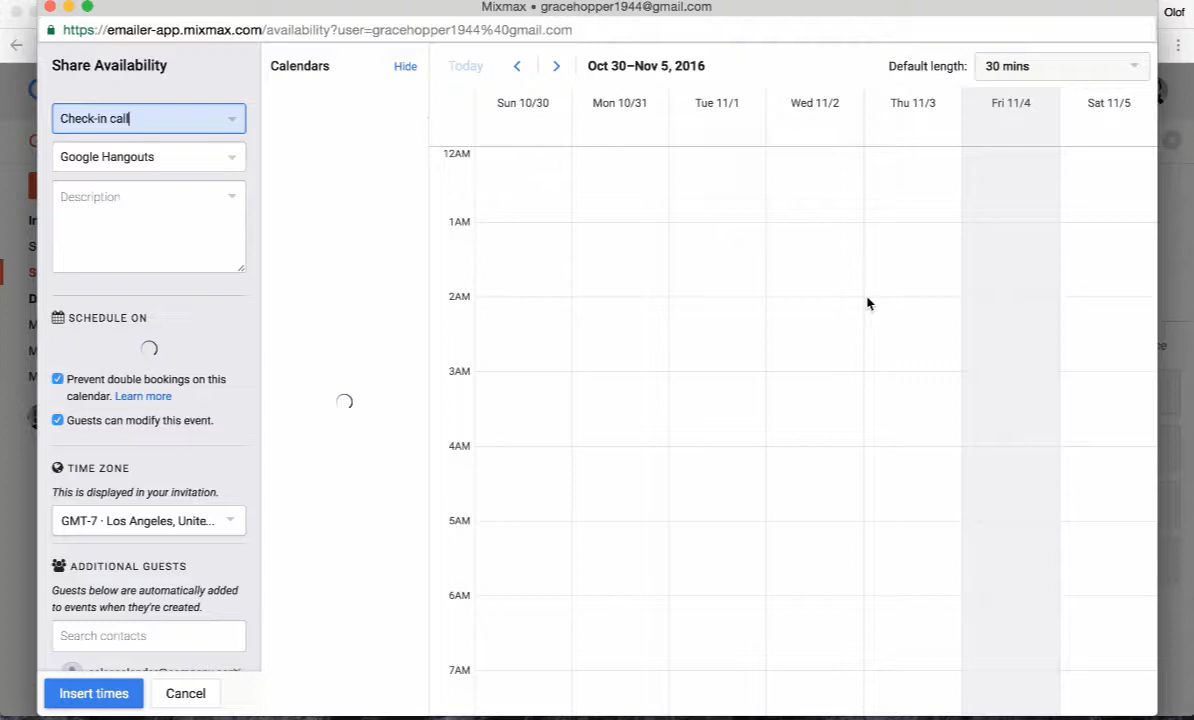 Mixmax • gracehopper1944@gmail.com
Olof
https://emailer-app.mixmax.com/availability?user=gracehopper1944%40gmail.com
Share Availability
Calendars
Hide
Today
Oct 30–Nov 5, 2016
Default length:
30 mins
Check-in call
Google Hangouts
Description
Sun 10/30
Mon 10/31
Tue 11/1
Wed 11/2
Thu 11/3
Fri 11/4
Sat 11/5
12AM
1AM
2AM
3AM
4AM
5AM
6AM
7AM
SCHEDULE ON
Prevent double bookings on this
calendar. Learn more
Guests can modify this event.
TIME ZONE
This is displayed in your invitation.
GMT-7 · Los Angeles, Unite...
ADDITIONAL GUESTS
Guests below are automatically added
to events when they're created.
Search contacts
Insert times
Cancel